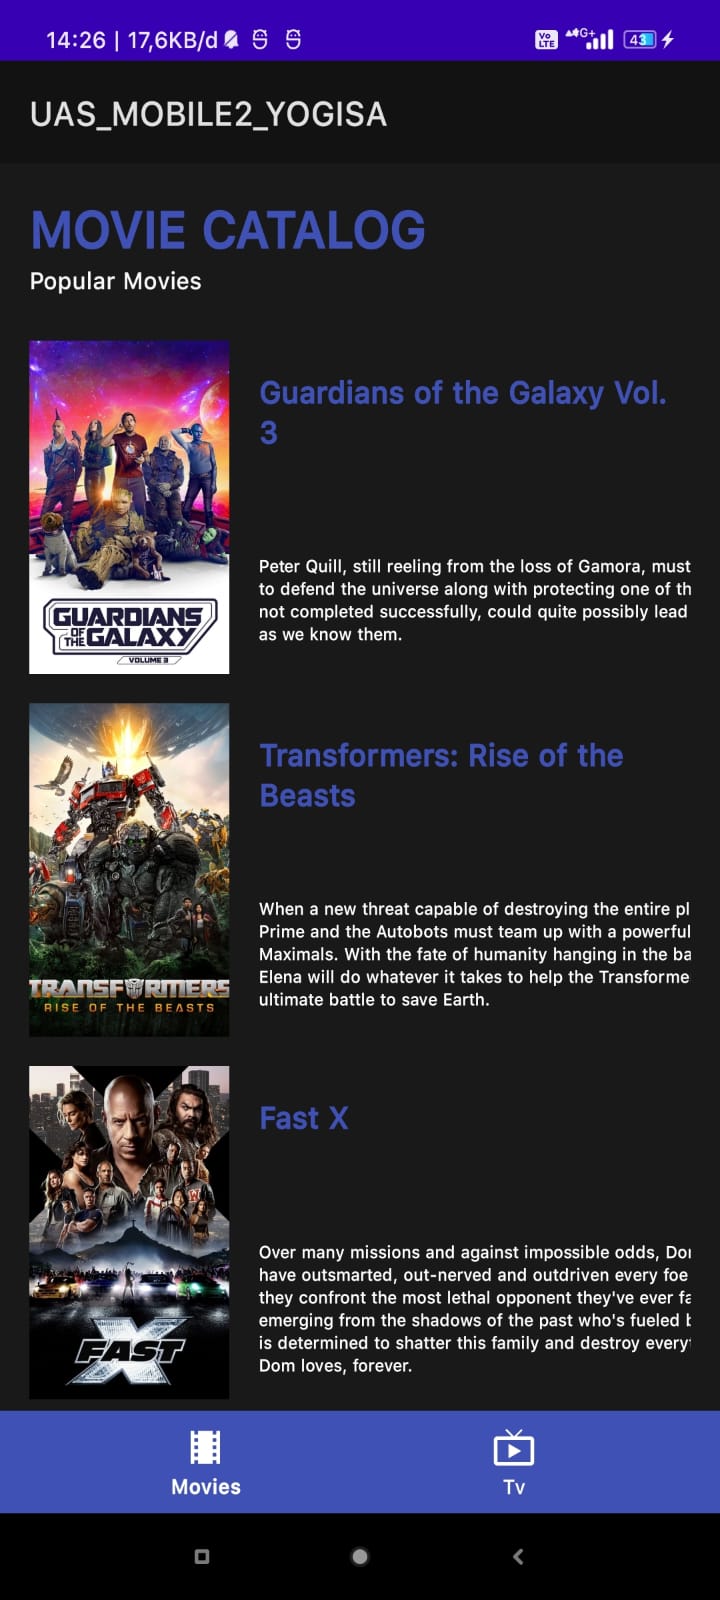 14:26 | 17,6KB/d
Vo LTE
G+
43
UAS_MOBILE2_YOGISA
MOVIE CATALOG
Popular Movies
GUARDIANS
OF THE GALAXY
VOLUME 3
Guardians of the Galaxy Vol.
3
Peter Quill, still reeling from the loss of Gamora, must
to defend the universe along with protecting one of th
not completed successfully, could quite possibly lead
as we know them.
TRANSFORMERS
RISE OF THE BEASTS
Transformers: Rise of the
Beasts
When a new threat capable of destroying the entire pl
Prime and the Autobots must team up with a powerful
Maximals. With the fate of humanity hanging in the ba
Elena will do whatever it takes to help the Transforme
ultimate battle to save Earth.
FAST X
Fast X
Over many missions and against impossible odds, Do
have outsmarted, out-nerved and outdriven every foe
they confront the most lethal opponent they've ever fa
emerging from the shadows of the past who's fueled b
is determined to shatter this family and destroy every
Dom loves, forever.
Movies
Tv